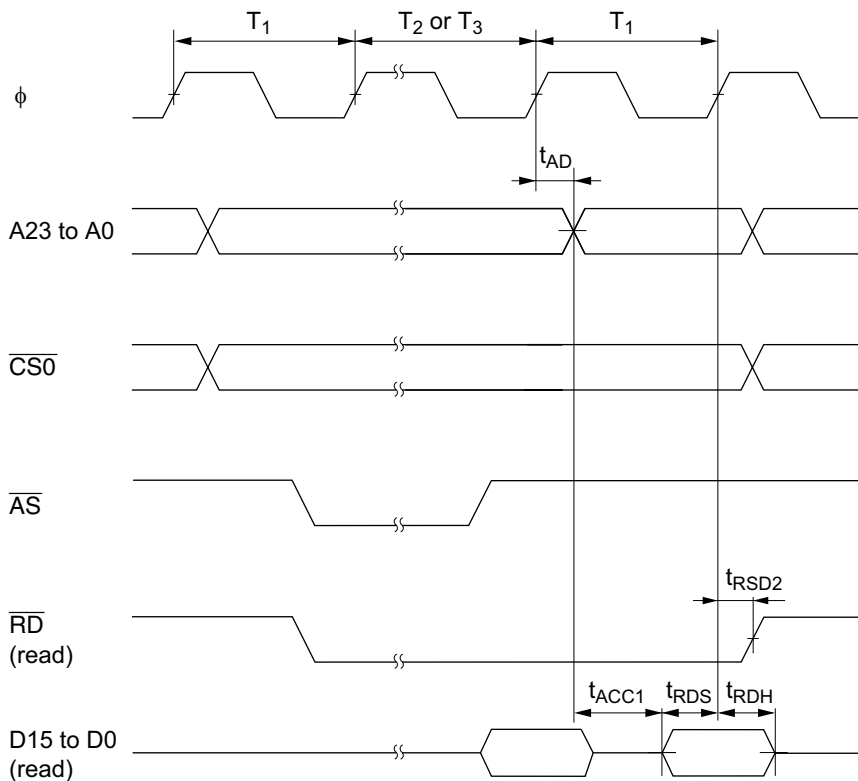 T1 T2 or T3 T1
ϕ
tAD
A23 to A0
CS0
AS
tRSD2
RD
(read)
tACC1 tRDS tRDH
D15 to D0
(read)